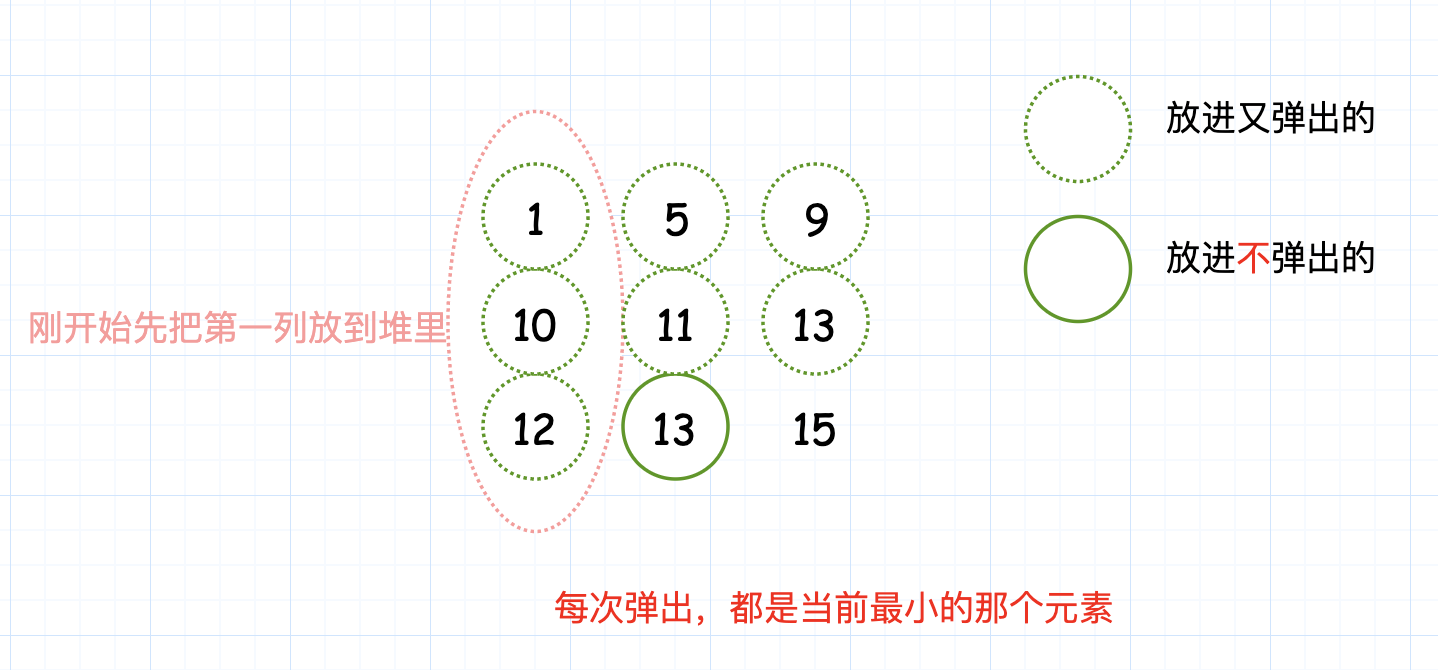 放进又弹出的
1 5 9
放进不弹出的
刚开始先把第一列放到堆里
10 11 13
12 13 15
每次弹出，都是当前最小的那个元素